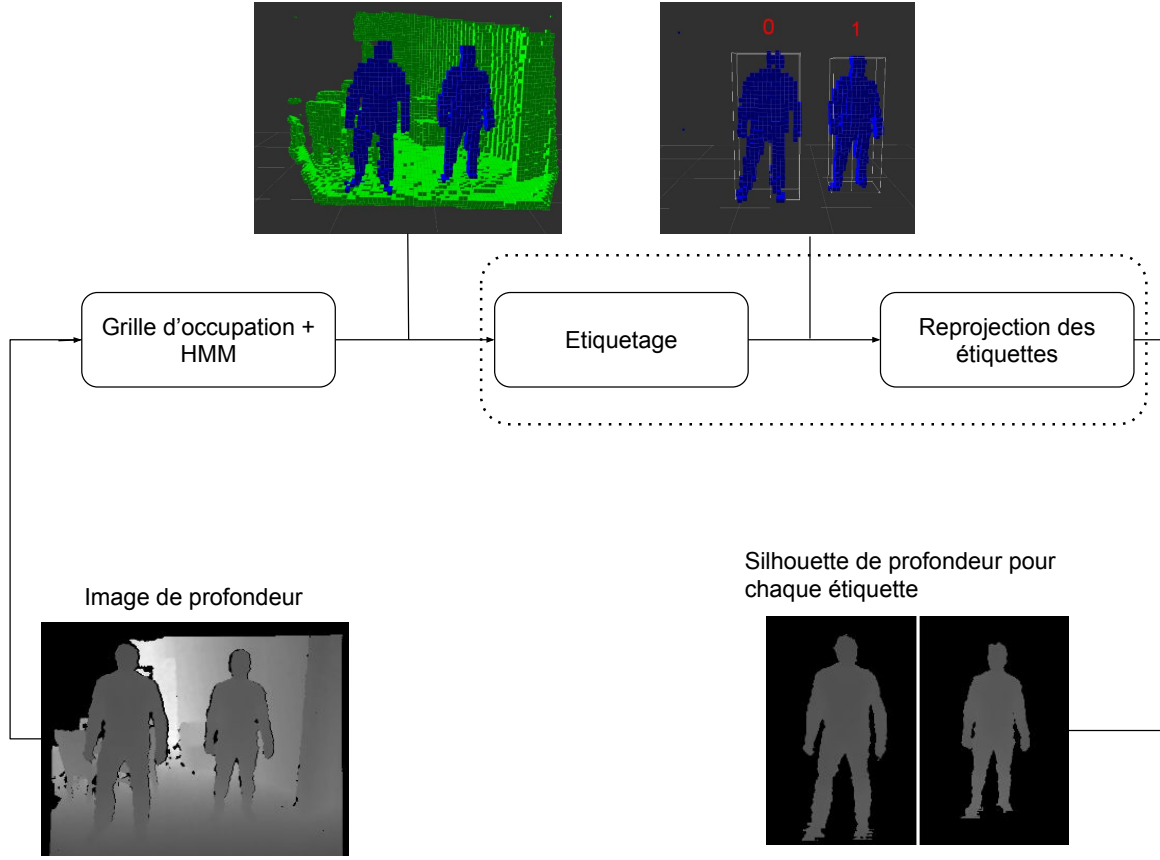 0
1
Grille d'occupation +
HMM
Etiquetage
Reprojection des
étiquettes
Image de profondeur
Silhouette de profondeur pour
chaque étiquette